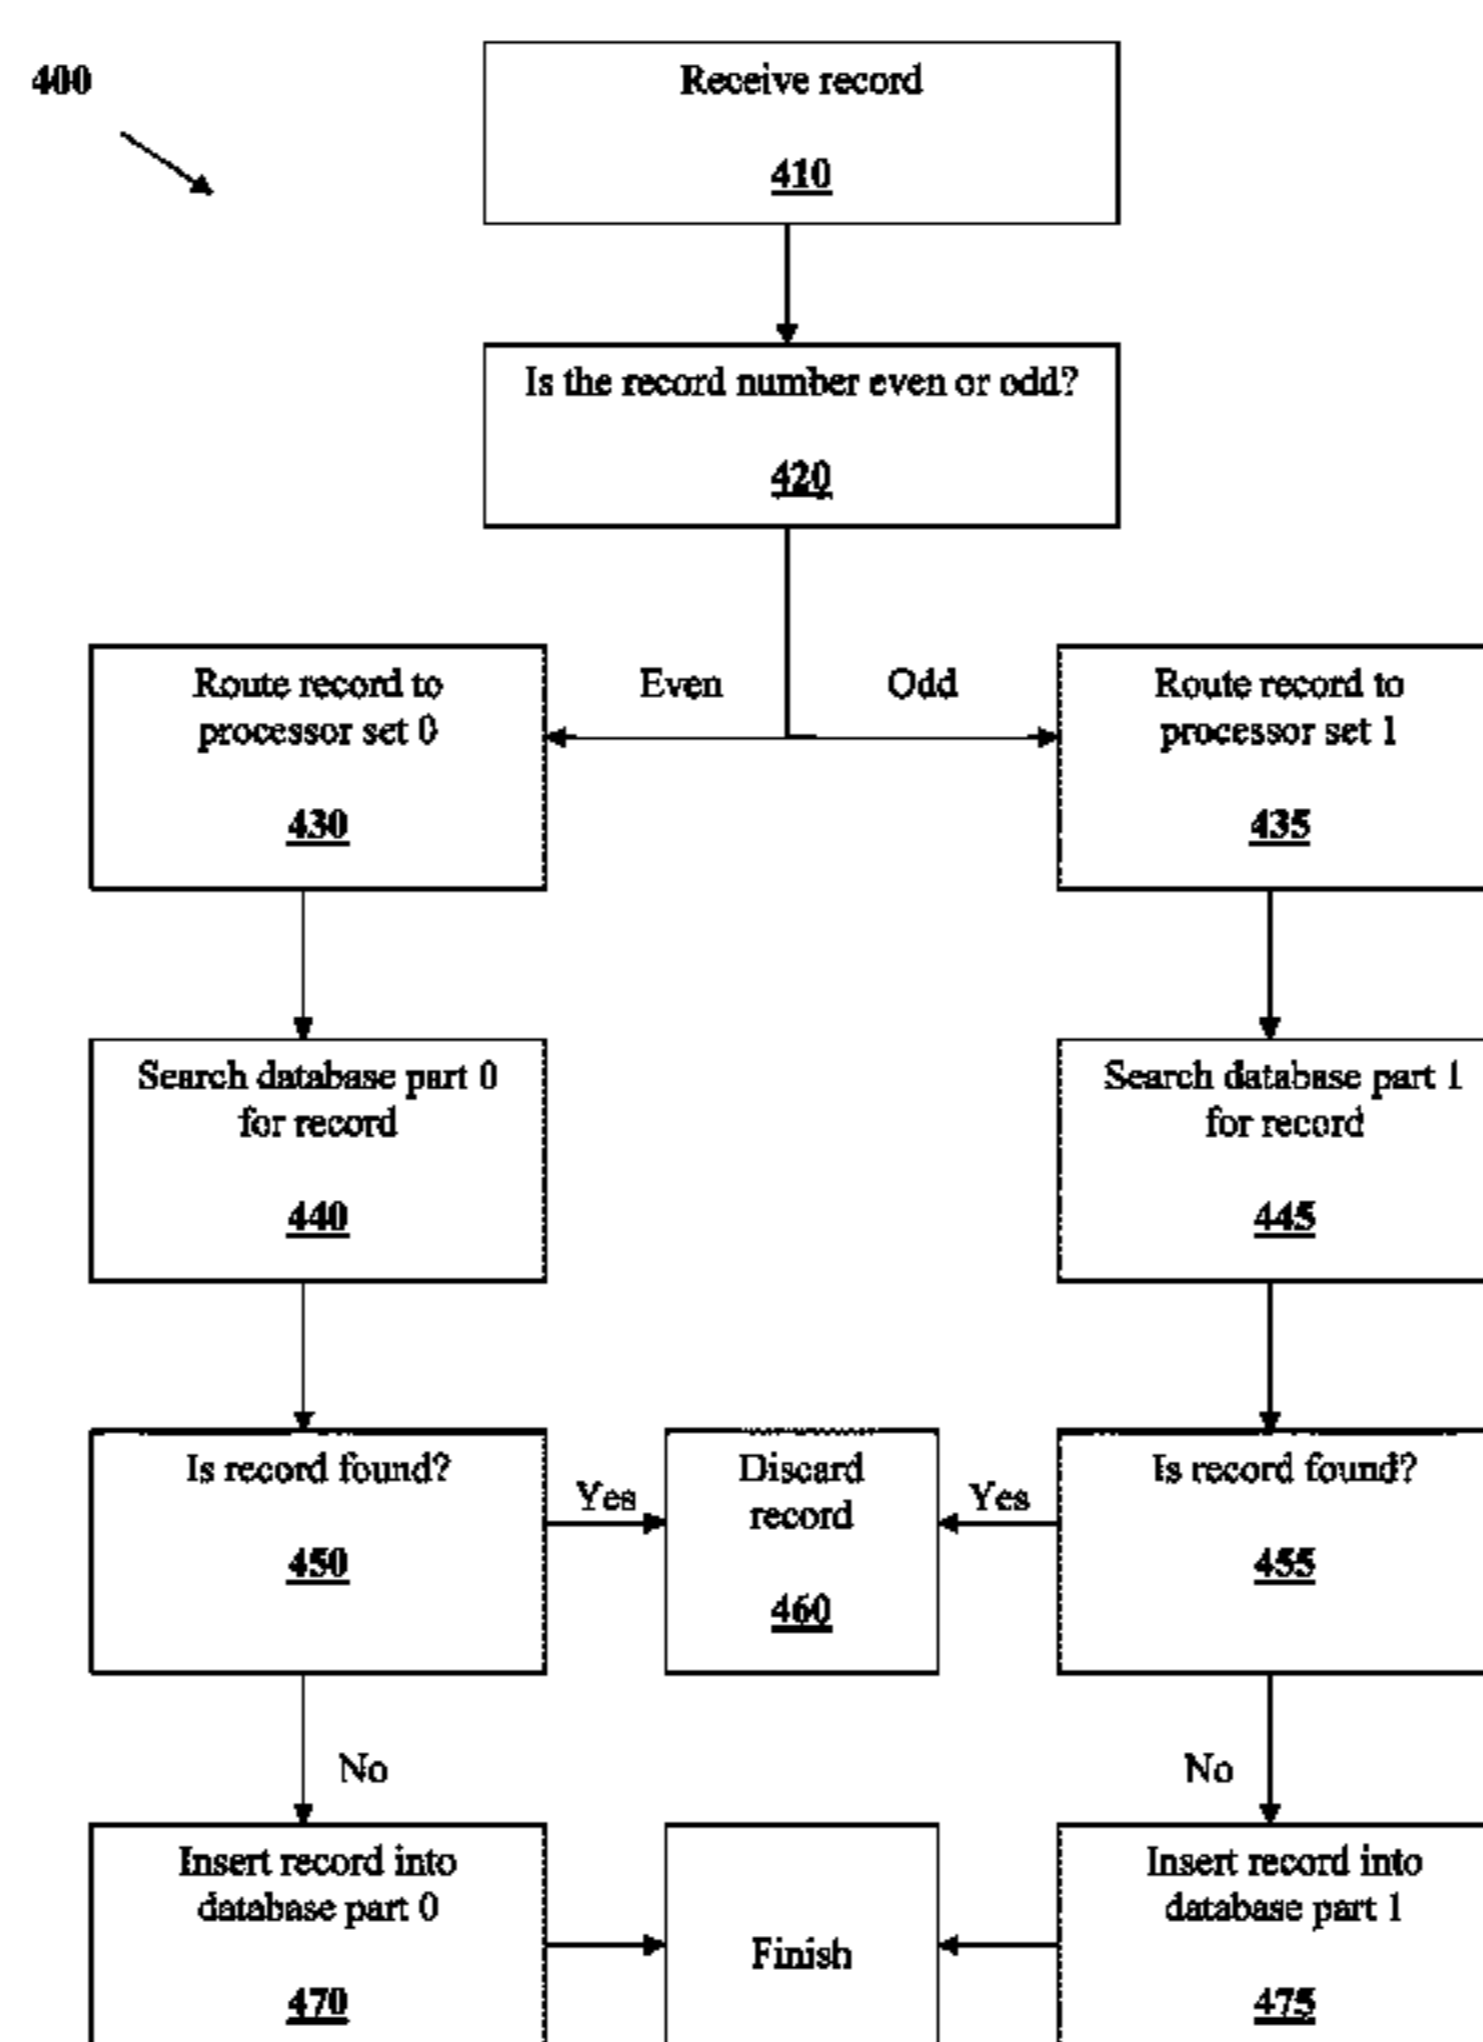 400
Receive record
410
Is the record number even or odd?
420
Even
Odd
Route record to
processor set 0
430
Route record to
processor set 1
435
Search database part 0
for record
440
Search database part 1
for record
445
Is record found?
450
Yes
Discard
record
460
Yes
Is record found?
455
No
No
Insert record into
database part 0
470
Finish
Insert record into
database part 1
475